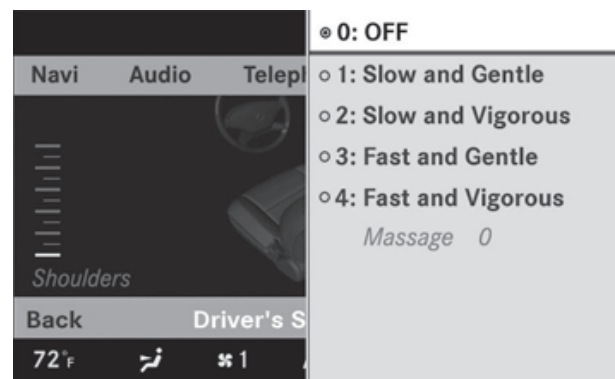 0: OFF
Navi Audio
1: Slow and Gentle
2: Slow and Vigorous
3: Fast and Gentle
4: Fast and Vigorous
Massage 0
Shoulders
Back Driver's
72°F 1